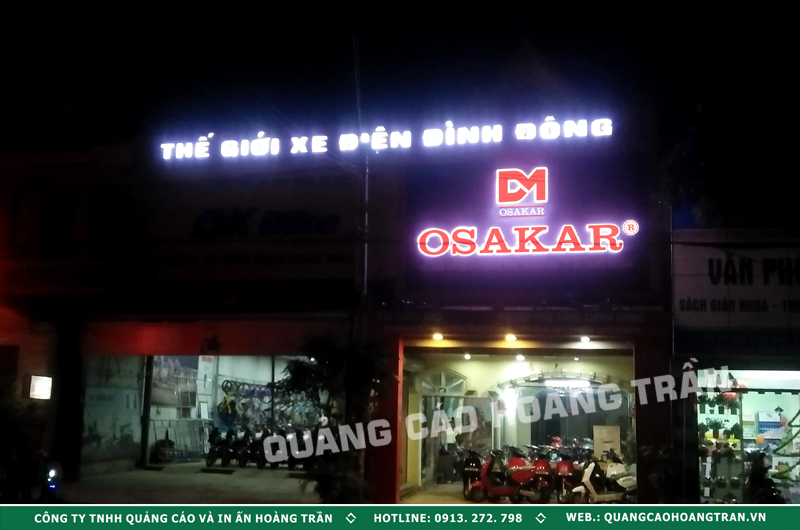 THẾ GIỚI XE ĐIỆN ĐÌNH ĐÔNG
DM
OSAKAR
OSAKAR®
VĂN PH
SÁCH GIÁO KHOA - TH
QUẢNG CÁO HOÀNG TRẦN
CÔNG TY TNHH QUẢNG CÁO VÀ IN ẤN HOÀNG TRẦN ◇ HOTLINE: 0913. 272. 798 ◇ WEB.: QUANGCAOHOANGTRAN.VN